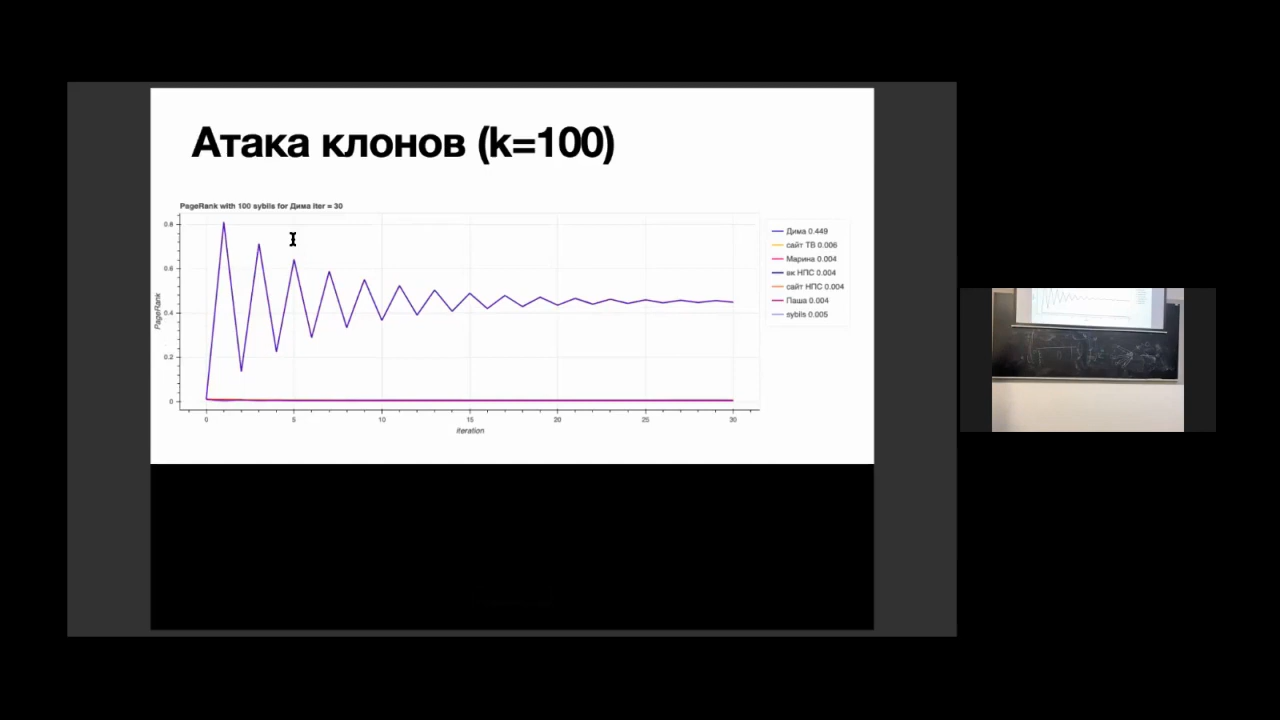 Атака клонов (k=100)
PageRank with 100 sybils for Дима iter = 30
0.8
0.6
0.4
0.2
0
PageRank
0
5
10
15
20
25
30
iteration
Дима 0.449
сайт ТВ 0.006
Марина 0.004
вк НПС 0.004
сайт НПС 0.004
Паша 0.004
sybils 0.005